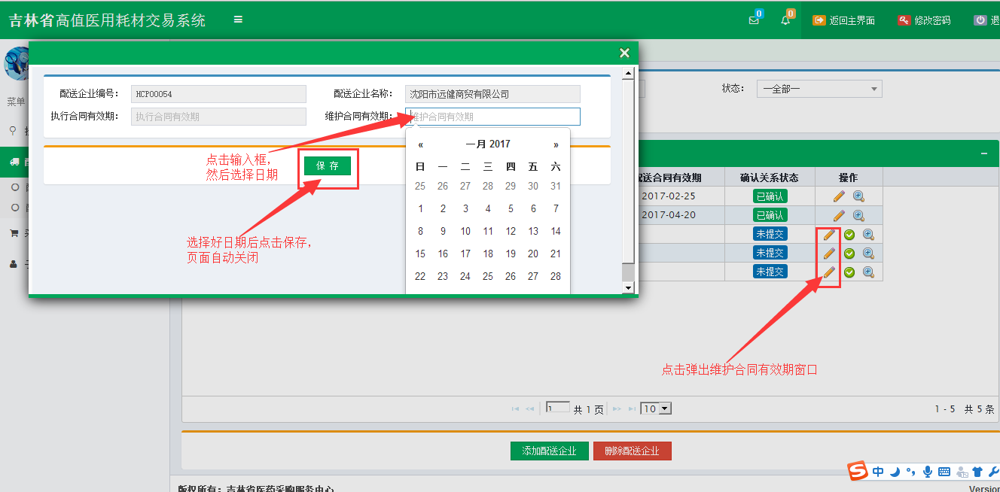 吉林省高值医用耗材交易系统
0
0
返回主界面
修改密码
退
菜单
配送企业编号：
HCP00054
配送企业名称：
沈阳市远健商贸有限公司
状态：
—全部—
执行合同有效期：
执行合同有效期
维护合同有效期：
维护合同有效期
« 一月 2017 »
日 一 二 三 四 五 六
25 26 27 28 29 30 31
1 2 3 4 5 6 7
8 9 10 11 12 13 14
15 16 17 18 19 20 21
22 23 24 25 26 27 28
保 存
点击输入框，
然后选择日期
选择好日期后点击保存，
页面自动关闭
配送合同有效期 确认关系状态 操作
2017-02-25 已确认
2017-04-20 已确认
未提交
未提交
未提交
点击弹出维护合同有效期窗口
1 共 1 页 10
1 - 5 共 5 条
添加配送企业 删除配送企业
中
版权所有：吉林省医药采购服务中心
Version